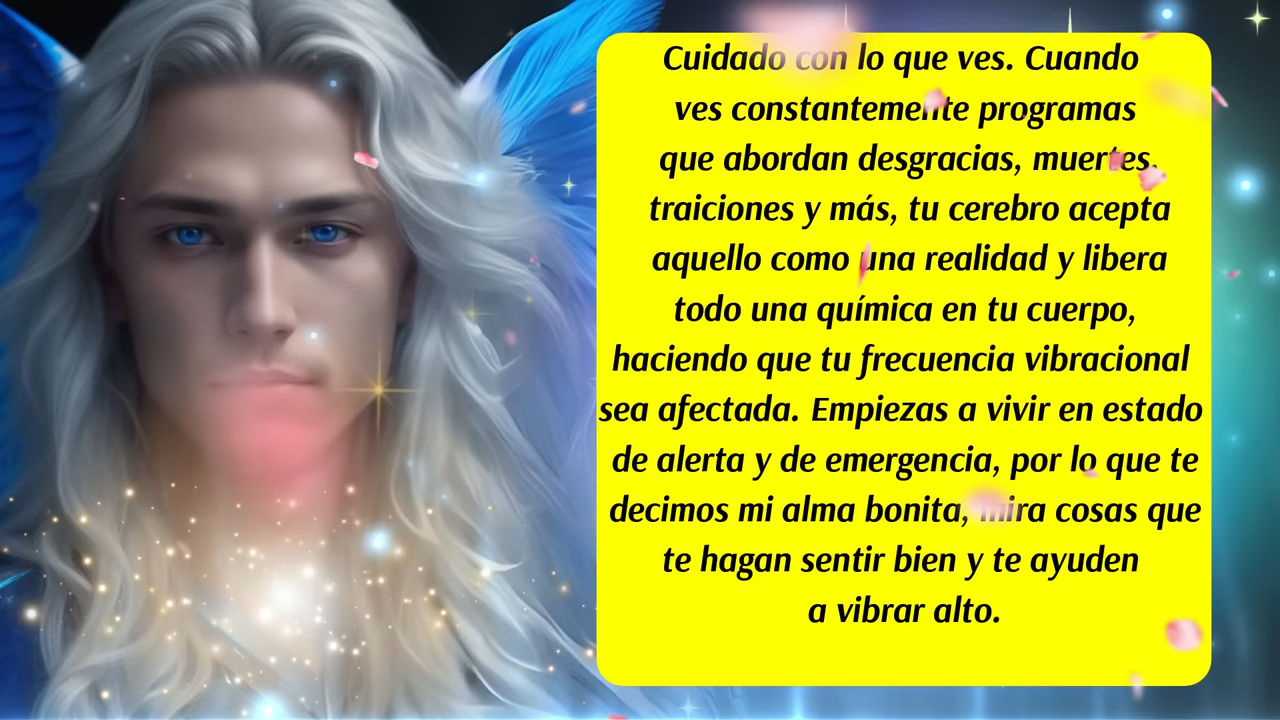 Cuidado con lo que ves. Cuando
ves constantemente programas
que abordan desgracias, muertes,
traiciones y más, tu cerebro acepta
aquello como una realidad y libera
todo una química en tu cuerpo,
haciendo que tu frecuencia vibracional
sea afectada. Empiezas a vivir en estado
de alerta y de emergencia, por lo que te
decimos mi alma bonita, mira cosas que
te hagan sentir bien y te ayuden
a vibrar alto.